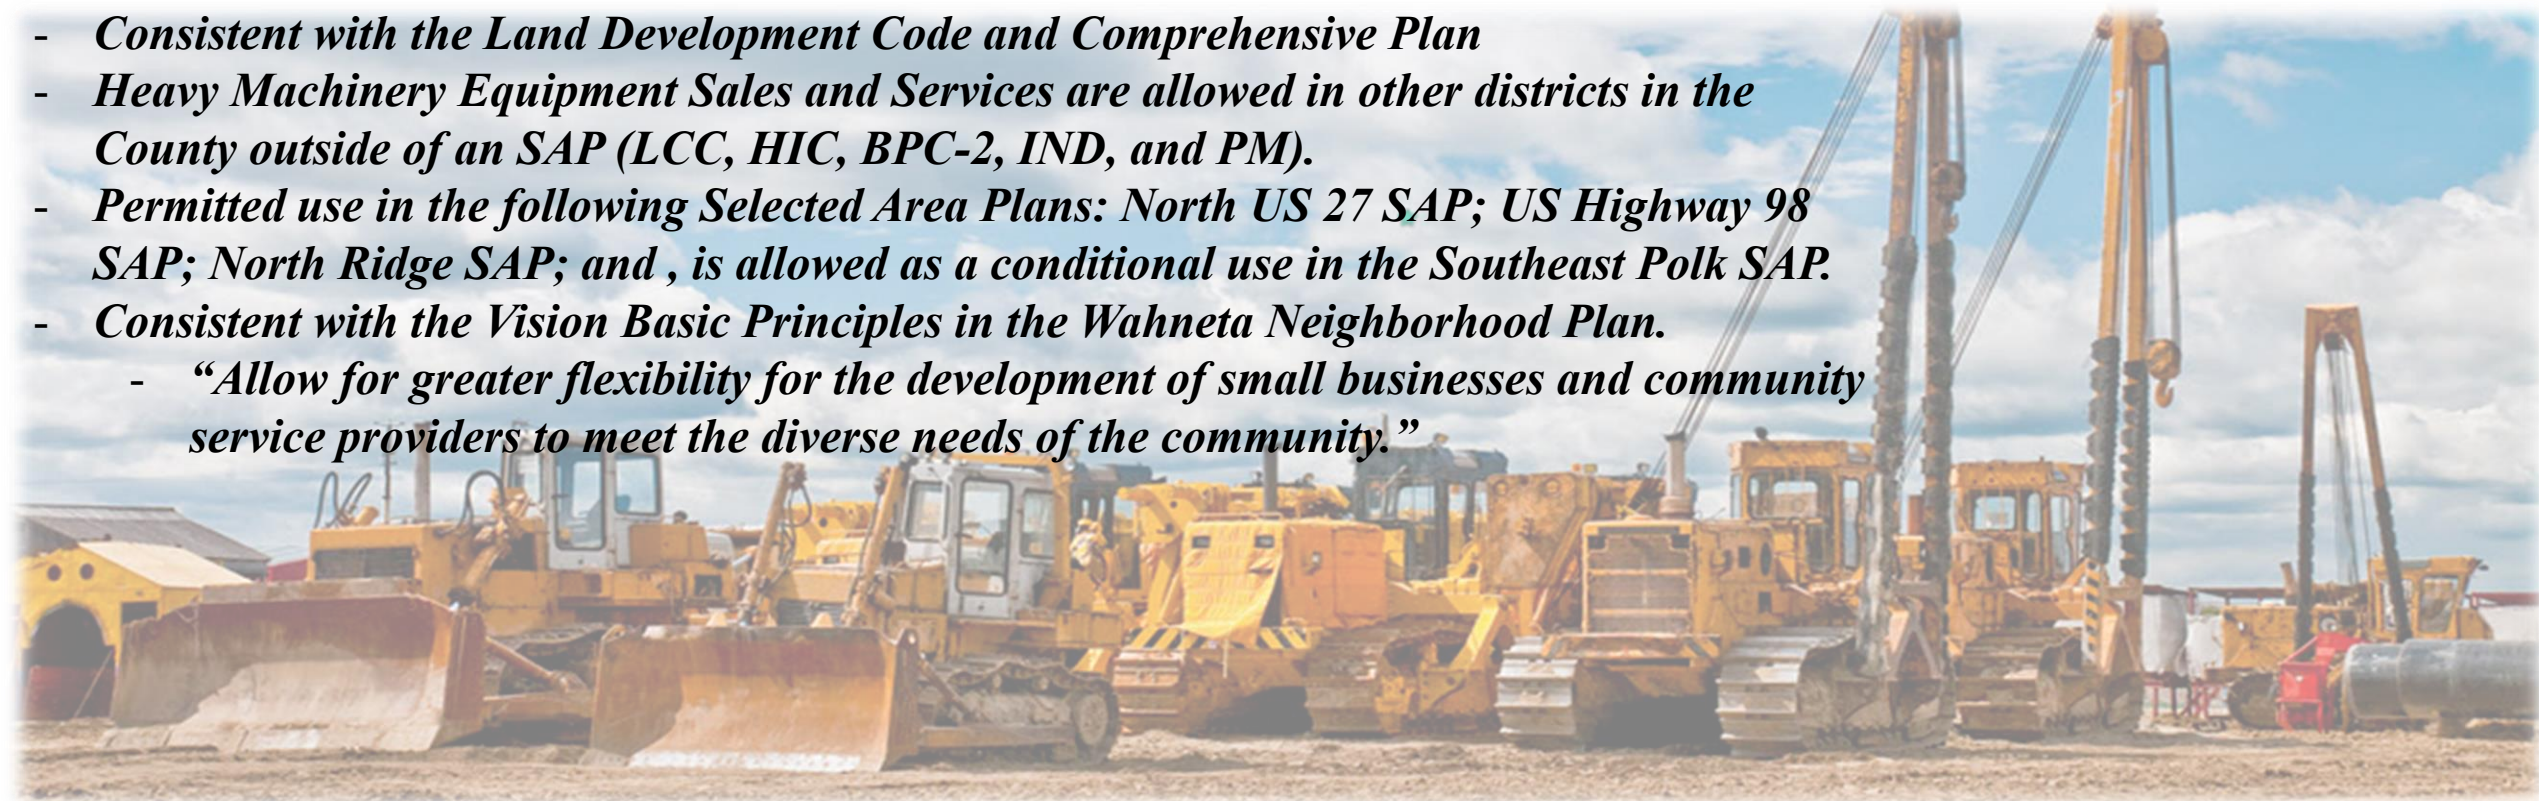 - Consistent with the Land Development Code and Comprehensive Plan
- Heavy Machinery Equipment Sales and Services are allowed in other districts in the
County outside of an SAP (LCC, HIC, BPC-2, IND, and PM).
- Permitted use in the following Selected Area Plans: North US 27 SAP; US Highway 98
SAP; North Ridge SAP; and , is allowed as a conditional use in the Southeast Polk SAP.
- Consistent with the Vision Basic Principles in the Wahneta Neighborhood Plan.
- “Allow for greater flexibility for the development of small businesses and community
service providers to meet the diverse needs of the community.”